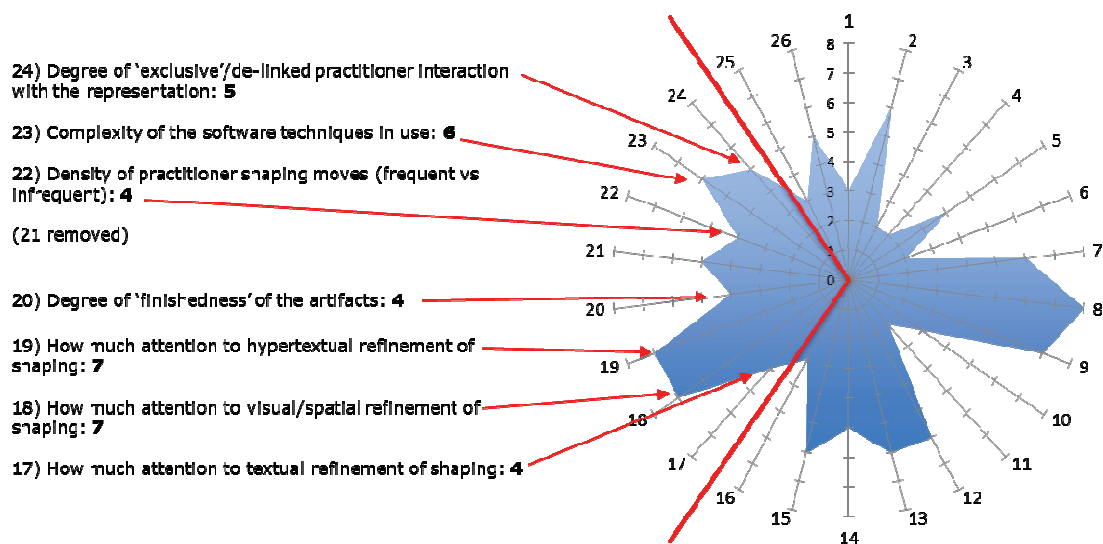 24) Degree of 'exclusive'/de-linked practitioner interaction
with the representation: 5
23) Complexity of the software techniques in use: 6
22) Density of practitioner shaping moves (frequent vs
infrequent): 4
(21 removed)
20) Degree of 'finishedness' of the artifacts: 4
19) How much attention to hypertextual refinement of
shaping: 7
18) How much attention to visual/spatial refinement of
shaping: 7
17) How much attention to textual refinement of shaping: 4
1
2
3
4
5
6
7
8
9
10
11
12
13
14
15
16
17
18
19
20
21
22
23
24
25
26
8
7
6
5
4
3
2
1
0